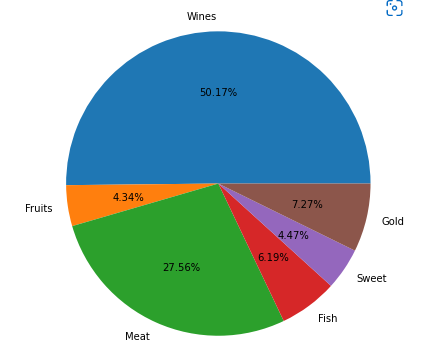 Wines
50.17%
Fruits
4.34%
27.56%
Meat
6.19%
Fish
4.47%
Sweet
7.27%
Gold